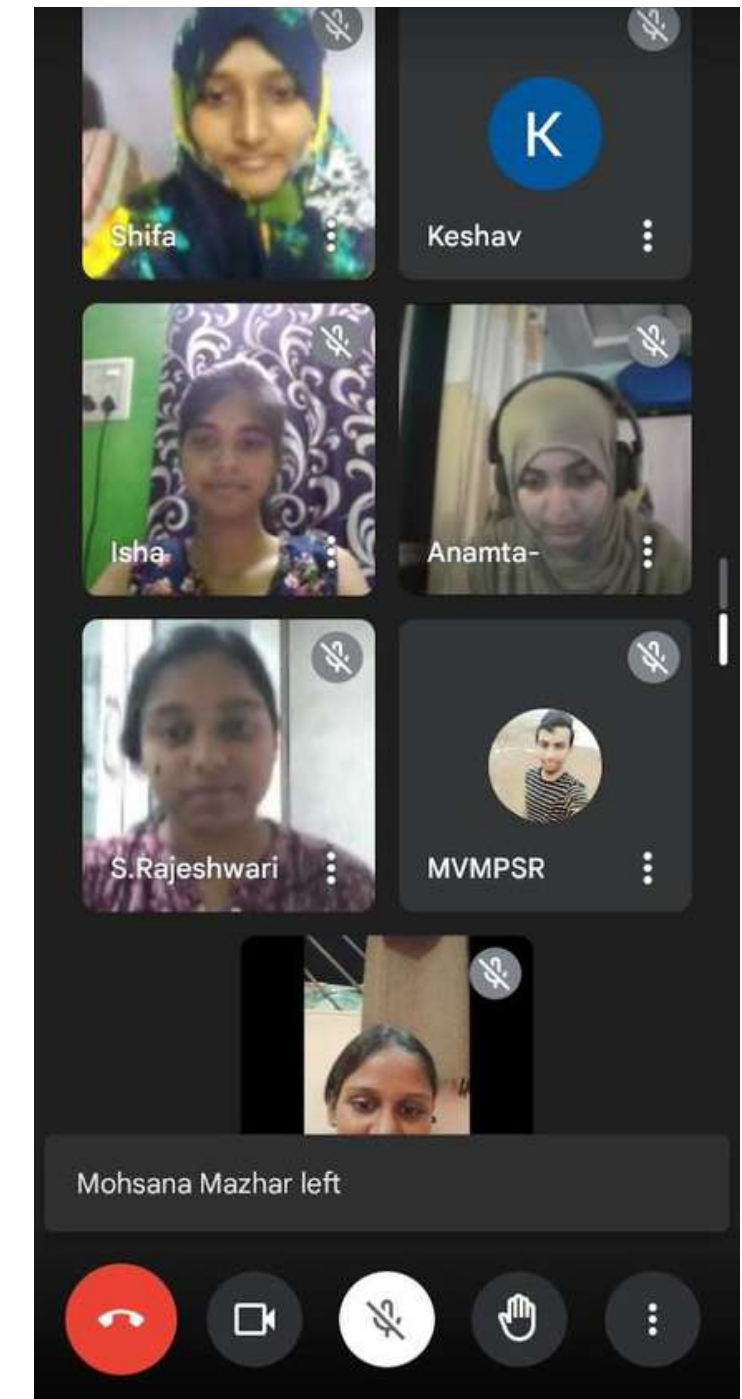 Shifa
K
Keshav
Isha
Anamta-
S.Rajeshwari
MVMPSR
Mohsana Mazhar left